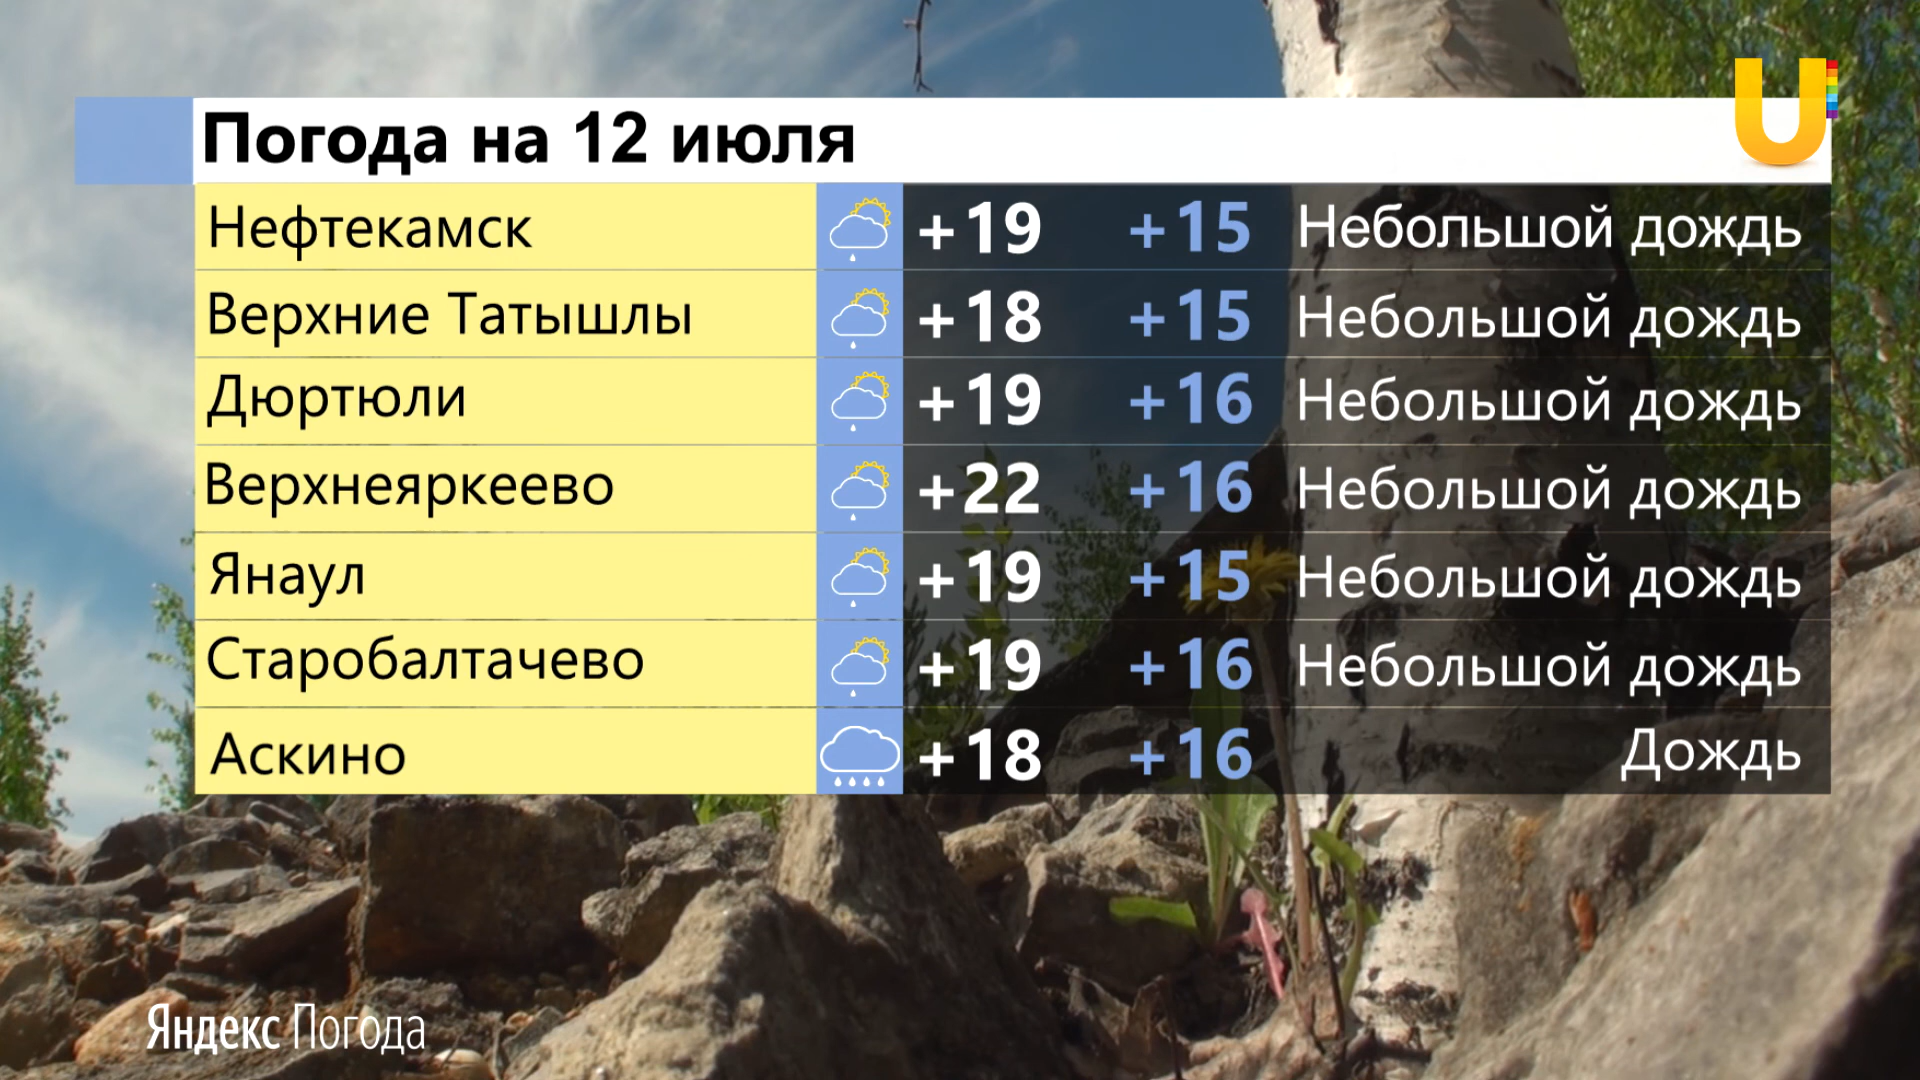 Погода на 12 июля
U
Нефтекамск +19 +15 Небольшой дождь
Верхние Татышлы +18 +15 Небольшой дождь
Дюртюли +19 +16 Небольшой дождь
Верхнеяркеево +22 +16 Небольшой дождь
Янаул +19 +15 Небольшой дождь
Старобалтачево +19 +16 Небольшой дождь
Аскино +18 +16 Дождь
Яндекс Погода